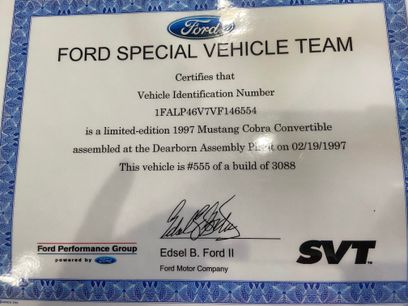 Ford
FORD SPECIAL VEHICLE TEAM
Certifies that
Vehicle Identification Number
1FALP46V7VF146554
is a limited-edition 1997 Mustang Cobra Convertible
assembled at the Dearborn Assembly Plant on 02/19/1997
This vehicle is #555 of a build of 3088
Edsel B. Ford II
Ford Motor Company
Ford Performance Group
powered by Ford
SVT™